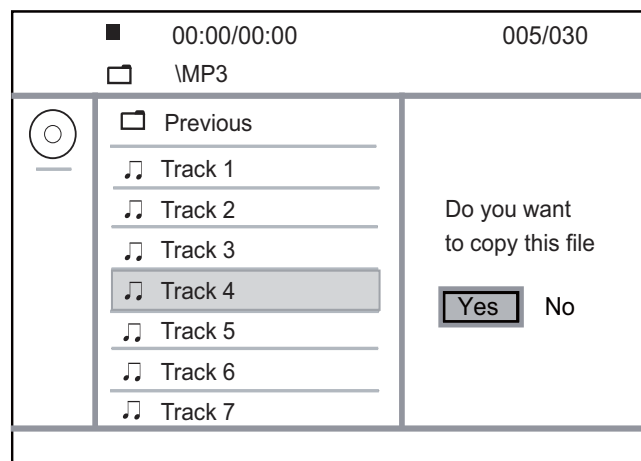 00:00/00:00 005/030
\MP3
Previous
Track 1
Track 2
Track 3
Track 4
Track 5
Track 6
Track 7
Do you want
to copy this file
Yes No